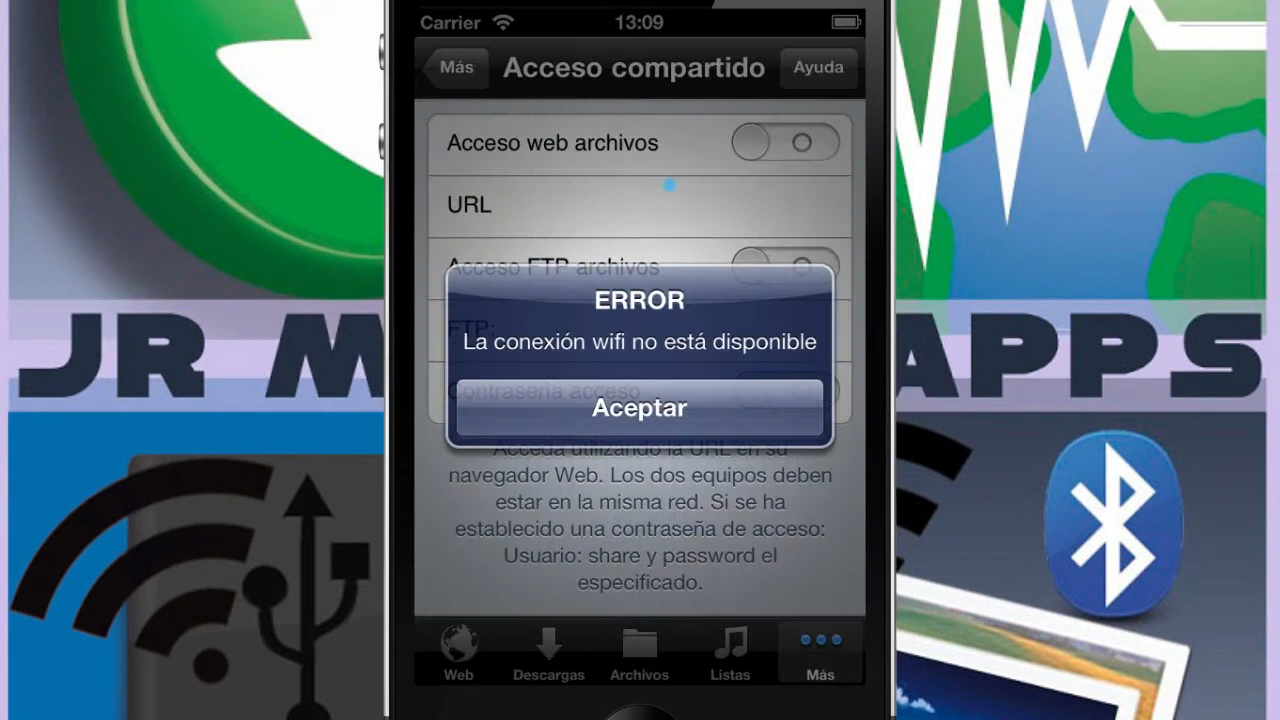 Carrier 13:09
Más Acceso compartido Ayuda
Acceso web archivos
URL
Acceso FTP archivos
ERROR
FTP:
La conexión wifi no está disponible
JR M APPS
Contraseña acceso
Aceptar
Acceda utilizando la URL en su
navegador Web. Los dos equipos deben
estar en la misma red. Si se ha
establecido una contraseña de acceso:
Usuario: share y password el
especificado.
Web Descargas Archivos Listas Más